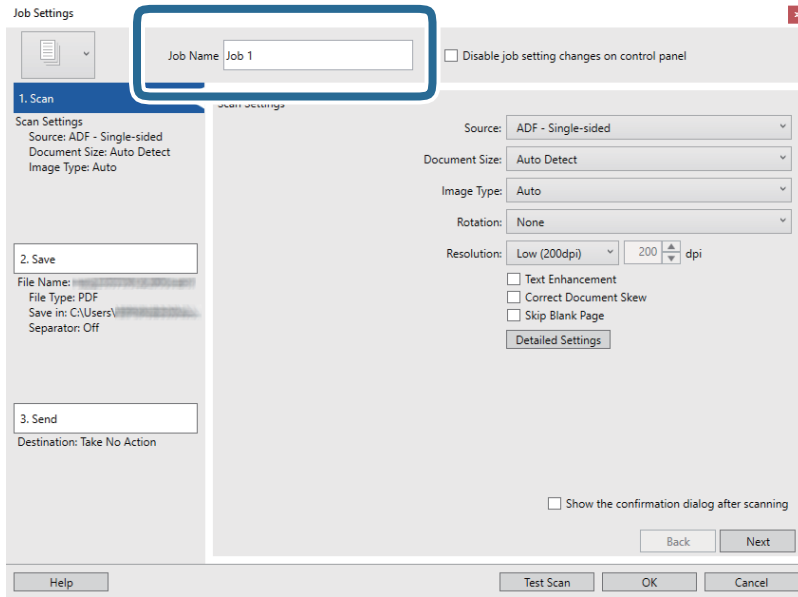 Job Settings
Job Name Job 1
Disable job setting changes on control panel
1. Scan
Scan Settings
Source: ADF - Single-sided
Document Size: Auto Detect
Image Type: Auto
2. Save
File Name:
File Type: PDF
Save in: C:\Users\
Separator: Off
3. Send
Destination: Take No Action
Scan Settings
Source: ADF - Single-sided
Document Size: Auto Detect
Image Type: Auto
Rotation: None
Resolution: Low (200dpi) 200 dpi
Text Enhancement
Correct Document Skew
Skip Blank Page
Detailed Settings
Show the confirmation dialog after scanning
Back Next
Help Test Scan OK Cancel